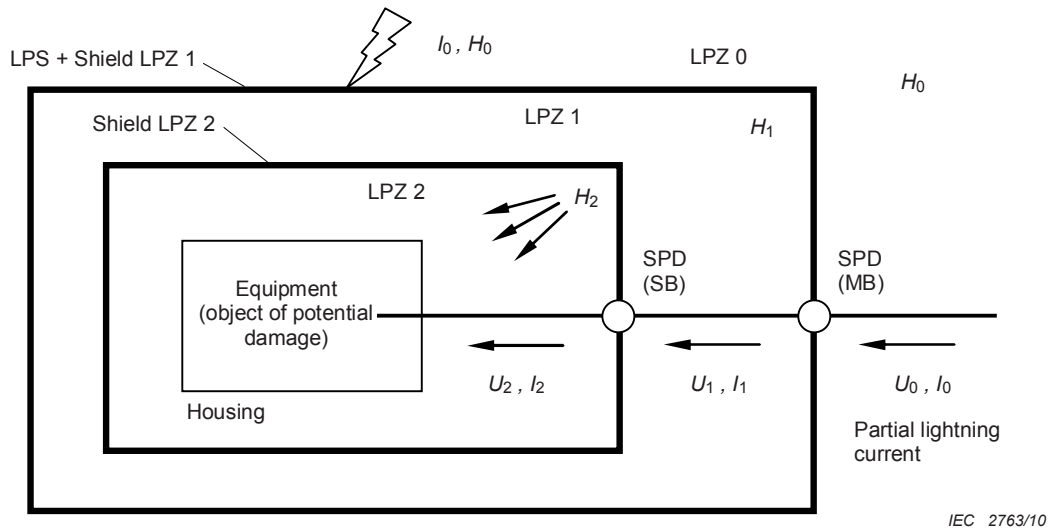 I0 , H0
LPZ 0
LPS + Shield LPZ 1
H0
LPZ 1
H1
Shield LPZ 2
LPZ 2
H2
SPD
(SB)
SPD
(MB)
Equipment
(object of potential
damage)
U2 , I2
U1 , I1
U0 , I0
Housing
Partial lightning
current
IEC 2763/10